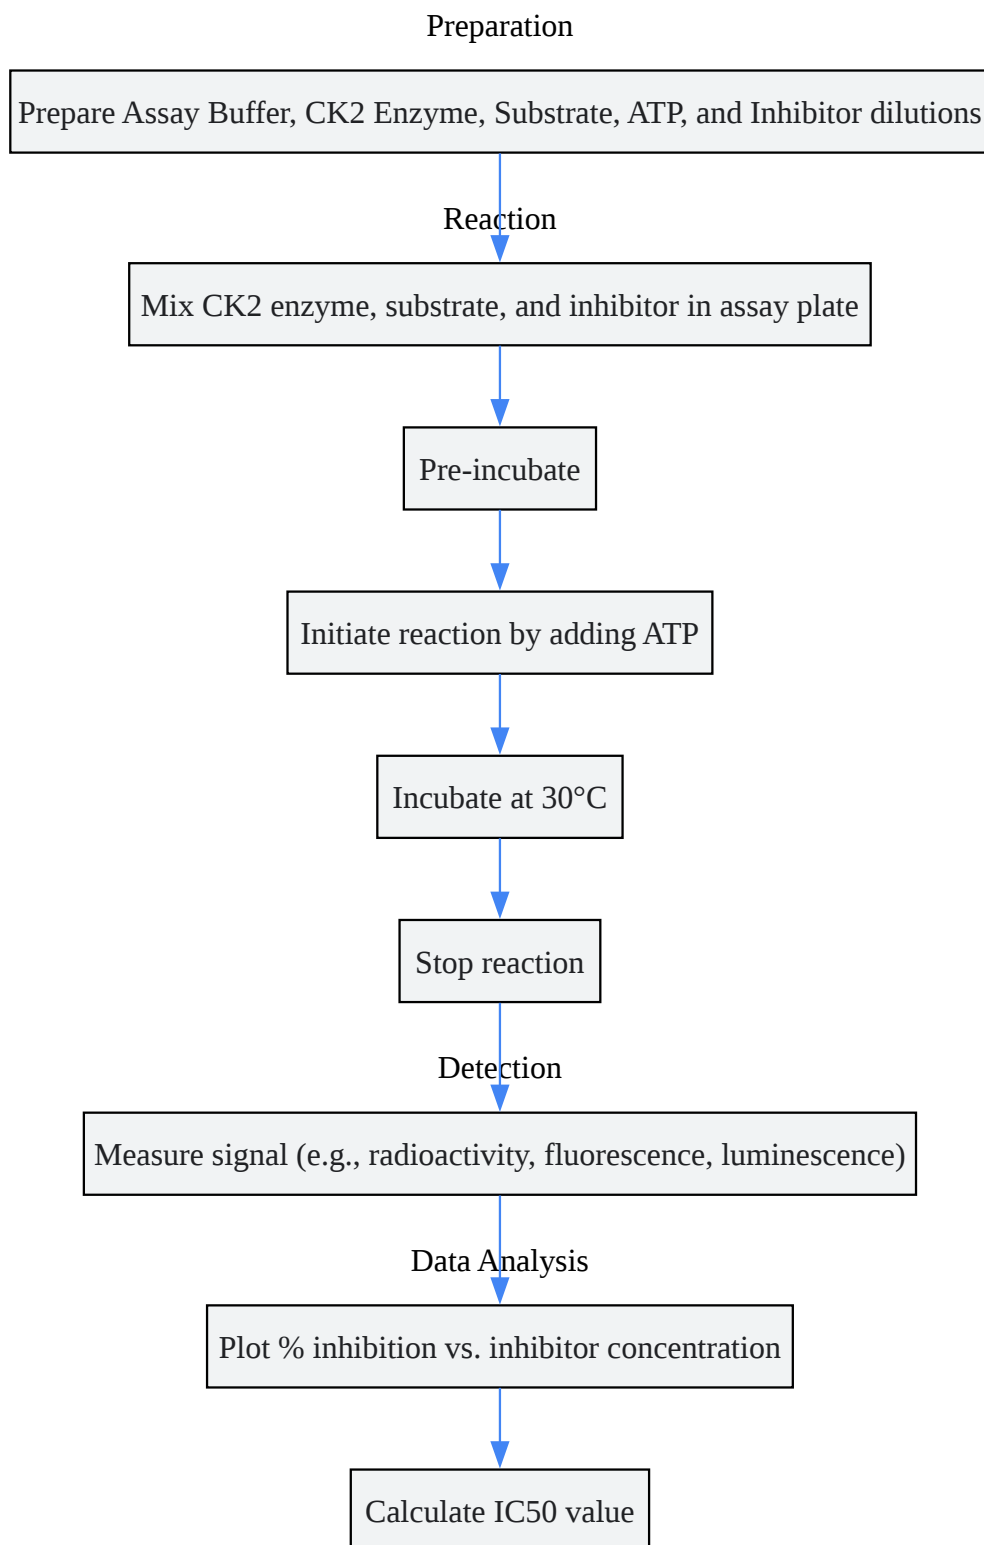 Preparation
Prepare Assay Buffer, CK2 Enzyme, Substrate, ATP, and Inhibitor dilutions
Reaction
Mix CK2 enzyme, substrate, and inhibitor in assay plate
Pre-incubate
Initiate reaction by adding ATP
Incubate at 30°C
Stop reaction
Detection
Measure signal (e.g., radioactivity, fluorescence, luminescence)
Data Analysis
Plot % inhibition vs. inhibitor concentration
Calculate IC50 value